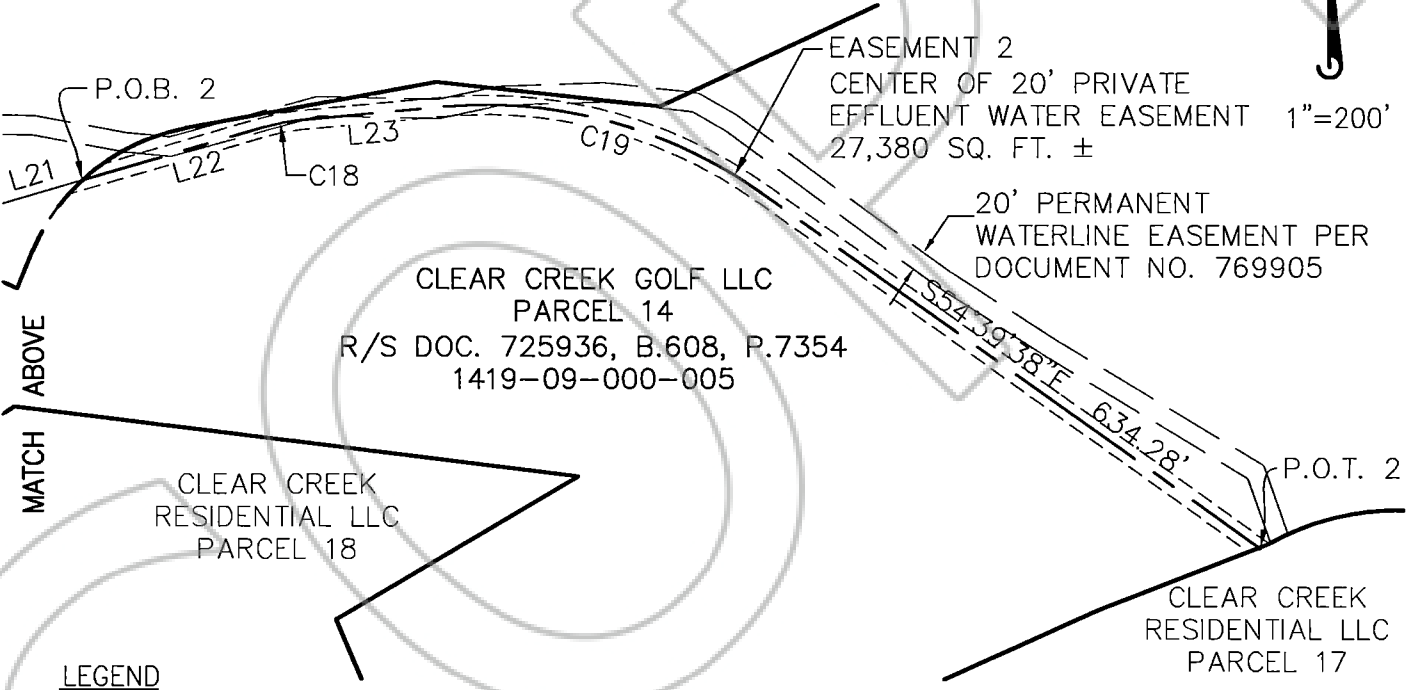 P.O.B. 2
EASEMENT 2
CENTER OF 20' PRIVATE
EFFLUENT WATER EASEMENT
27,380 SQ. FT. ±
1"=200'
L21
L22
C18
L23
C19
20' PERMANENT
WATERLINE EASEMENT PER
DOCUMENT NO. 769905
CLEAR CREEK GOLF LLC
PARCEL 14
R/S DOC. 725936, B.608, P.7354
1419-09-000-005
S54°39'38"E 634.28'
MATCH ABOVE
P.O.T. 2
CLEAR CREEK
RESIDENTIAL LLC
PARCEL 18
CLEAR CREEK
RESIDENTIAL LLC
PARCEL 17
LEGEND